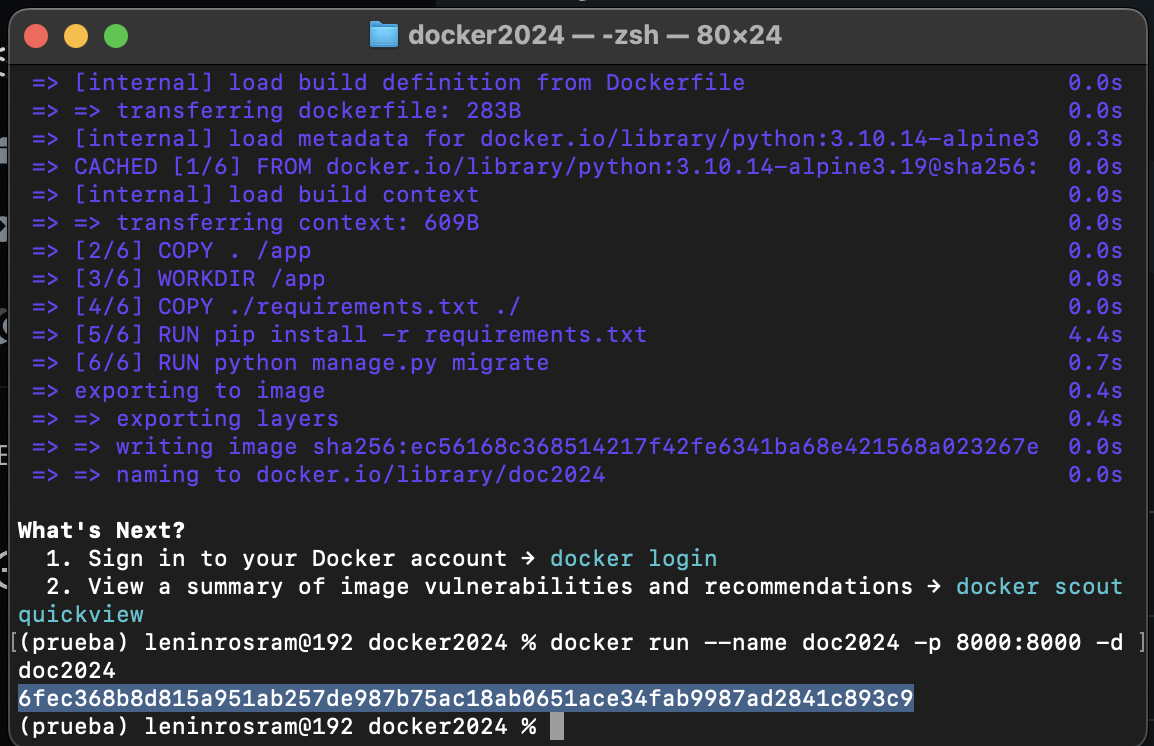 docker2024 — -zsh — 80×24
=> [internal] load build definition from Dockerfile 0.0s
=> => transferring dockerfile: 283B 0.0s
=> [internal] load metadata for docker.io/library/python:3.10.14-alpine3 0.3s
=> CACHED [1/6] FROM docker.io/library/python:3.10.14-alpine3.19@sha256: 0.0s
=> [internal] load build context 0.0s
=> => transferring context: 609B 0.0s
=> [2/6] COPY . /app 0.0s
=> [3/6] WORKDIR /app 0.0s
=> [4/6] COPY ./requirements.txt ./ 0.0s
=> [5/6] RUN pip install -r requirements.txt 4.4s
=> [6/6] RUN python manage.py migrate 0.7s
=> exporting to image 0.4s
=> => exporting layers 0.4s
=> => writing image sha256:ec56168c368514217f42fe6341ba68e421568a023267e 0.0s
=> => naming to docker.io/library/doc2024 0.0s
What's Next?
1. Sign in to your Docker account → docker login
2. View a summary of image vulnerabilities and recommendations → docker scout
quickview
[(prueba) leninrosram@192 docker2024 % docker run --name doc2024 -p 8000:8000 -d ]
doc2024
6fec368b8d815a951ab257de987b75ac18ab0651ace34fab9987ad2841c893c9
(prueba) leninrosram@192 docker2024 %